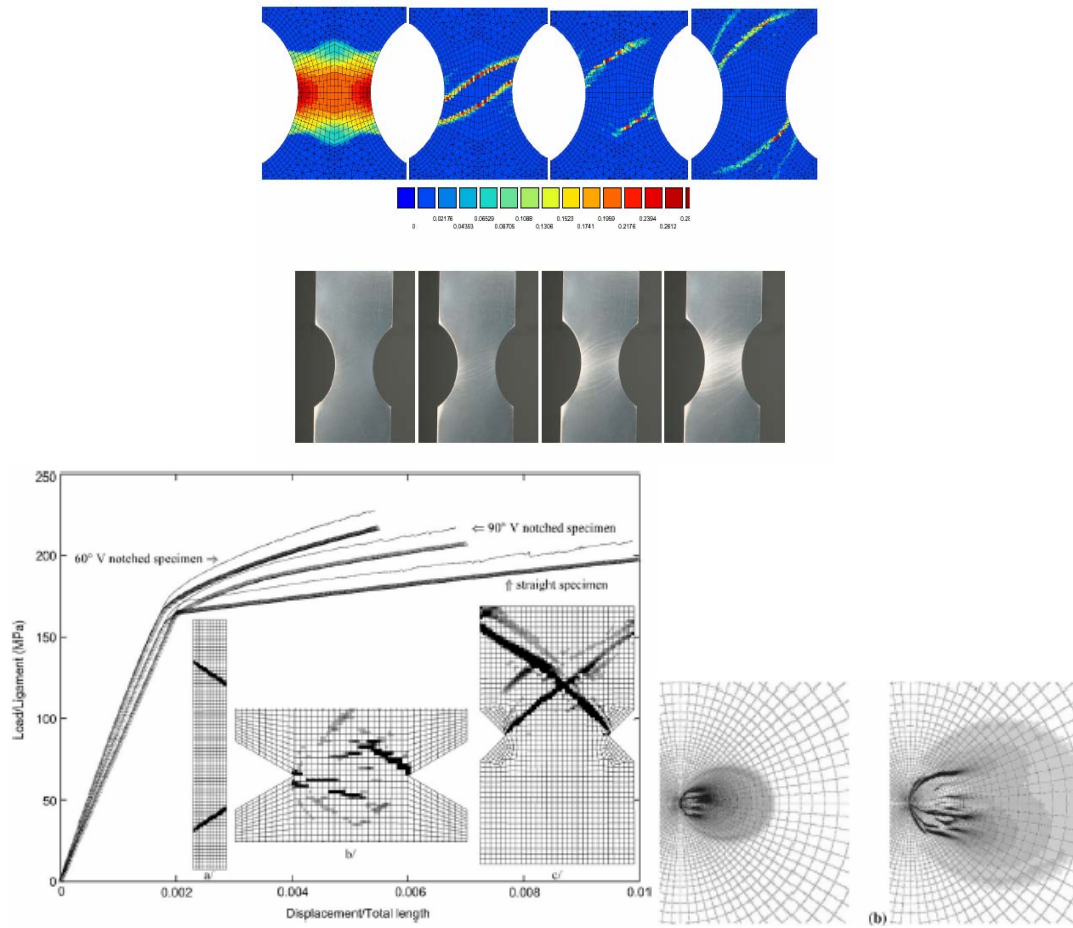 0 0.02176 0.04353 0.06529 0.08706 0.1088 0.1306 0.1523 0.1741 0.1959 0.2176 0.2394 0.2612
250
200
150
100
50
0
Load/Ligament (MPa)
⇐ 90° V notched specimen
60° V notched specimen ⇒
⇑ straight specimen
a/
b/
c/
0 0.002 0.004 0.006 0.008 0.01
Displacement/Total length
(b)